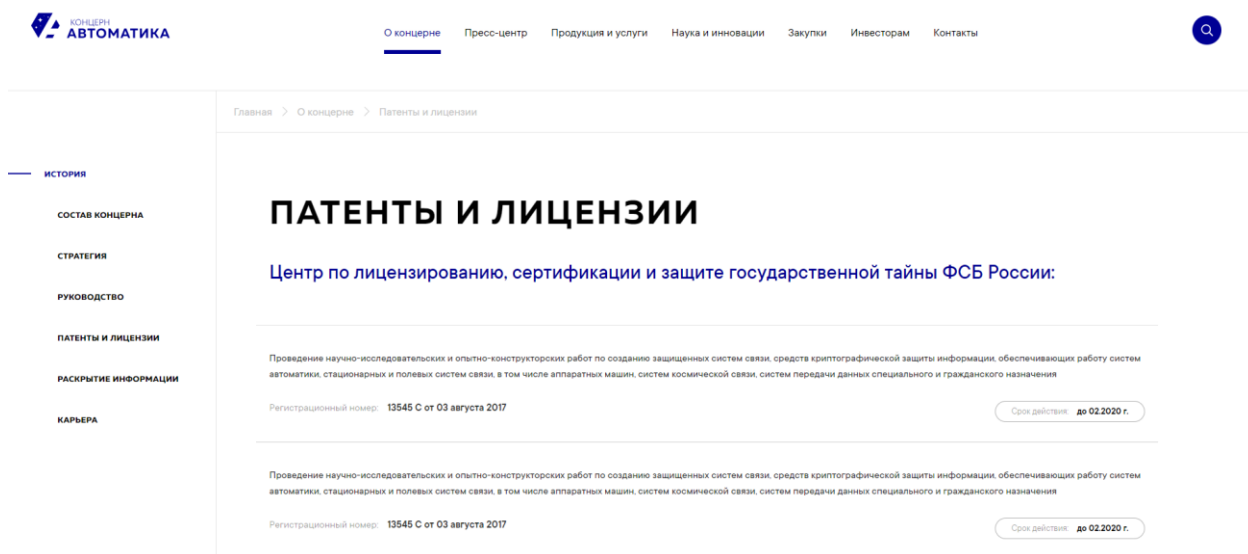 КОНЦЕРН
АВТОМАТИКА
О концерне Пресс-центр Продукция и услуги Наука и инновации Закупки Инвесторам Контакты
Главная > О концерне > Патенты и лицензии
ИСТОРИЯ
СОСТАВ КОНЦЕРНА
СТРАТЕГИЯ
РУКОВОДСТВО
ПАТЕНТЫ И ЛИЦЕНЗИИ
РАСКРЫТИЕ ИНФОРМАЦИИ
КАРЬЕРА
ПАТЕНТЫ И ЛИЦЕНЗИИ
Центр по лицензированию, сертификации и защите государственной тайны ФСБ России:
Проведение научно-исследовательских и опытно-конструкторских работ по созданию защищенных систем связи, средств криптографической защиты информации, обеспечивающих работу систем
автоматики, стационарных и полевых систем связи, в том числе аппаратных машин, систем космической связи, систем передачи данных специального и гражданского назначения
Регистрационный номер: 13545 С от 03 августа 2017
Срок действия: до 02.2020 г.
Проведение научно-исследовательских и опытно-конструкторских работ по созданию защищенных систем связи, средств криптографической защиты информации, обеспечивающих работу систем
автоматики, стационарных и полевых систем связи, в том числе аппаратных машин, систем космической связи, систем передачи данных специального и гражданского назначения
Регистрационный номер: 13545 С от 03 августа 2017
Срок действия: до 02.2020 г.